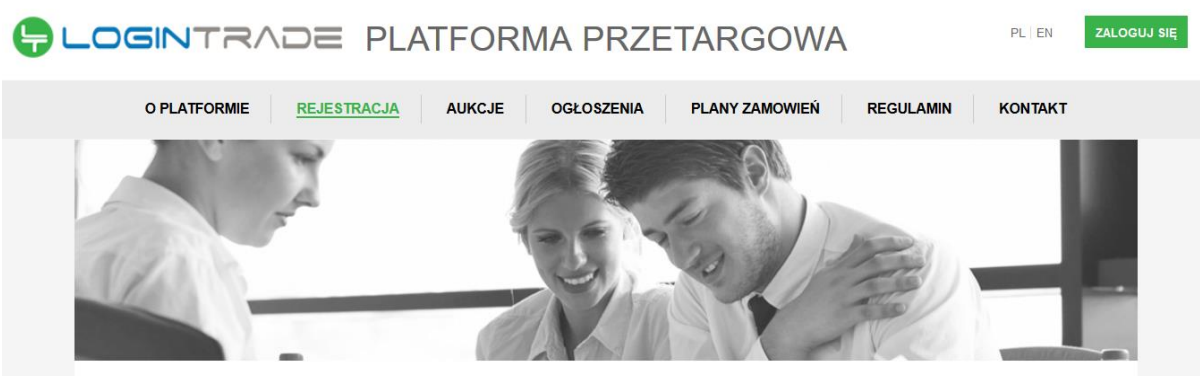 LOGINTRADE PLATFORMA PRZETARGOWA PL | EN ZALOGUJ SIĘ
O PLATFORMIE REJESTRACJA AUKCJE OGŁOSZENIA PLANY ZAMOWIEŃ REGULAMIN KONTAKT